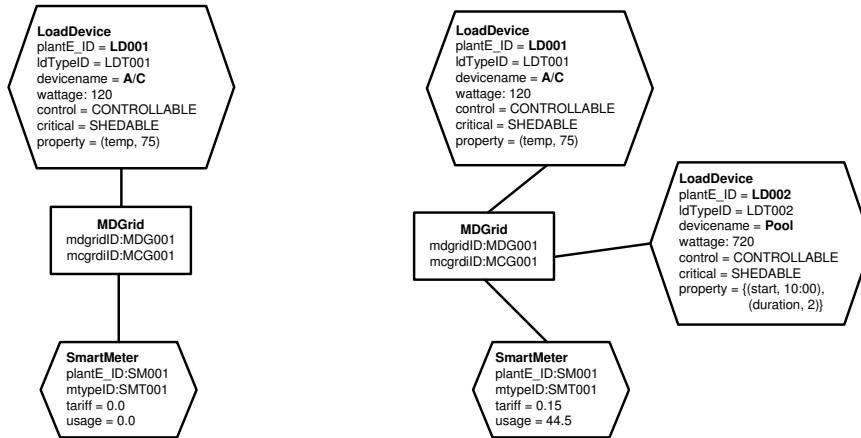 LoadDevice
plantE_ID = LD001
ldTypeID = LDT001
devicename = A/C
wattage: 120
control = CONTROLLABLE
critical = SHEDABLE
property = (temp, 75)
MDGrid
mdgridID:MDG001
mcgrdiID:MCG001
SmartMeter
plantE_ID:SM001
mtypeID:SMT001
tariff = 0.0
usage = 0.0
LoadDevice
plantE_ID = LD001
ldTypeID = LDT001
devicename = A/C
wattage: 120
control = CONTROLLABLE
critical = SHEDABLE
property = (temp, 75)
MDGrid
mdgridID:MDG001
mcgrdiID:MCG001
LoadDevice
plantE_ID = LD002
ldTypeID = LDT002
devicename = Pool
wattage: 720
control = CONTROLLABLE
critical = SHEDABLE
property = {(start, 10:00),
(duration, 2)}
SmartMeter
plantE_ID:SM001
mtypeID:SMT001
tariff = 0.15
usage = 44.5